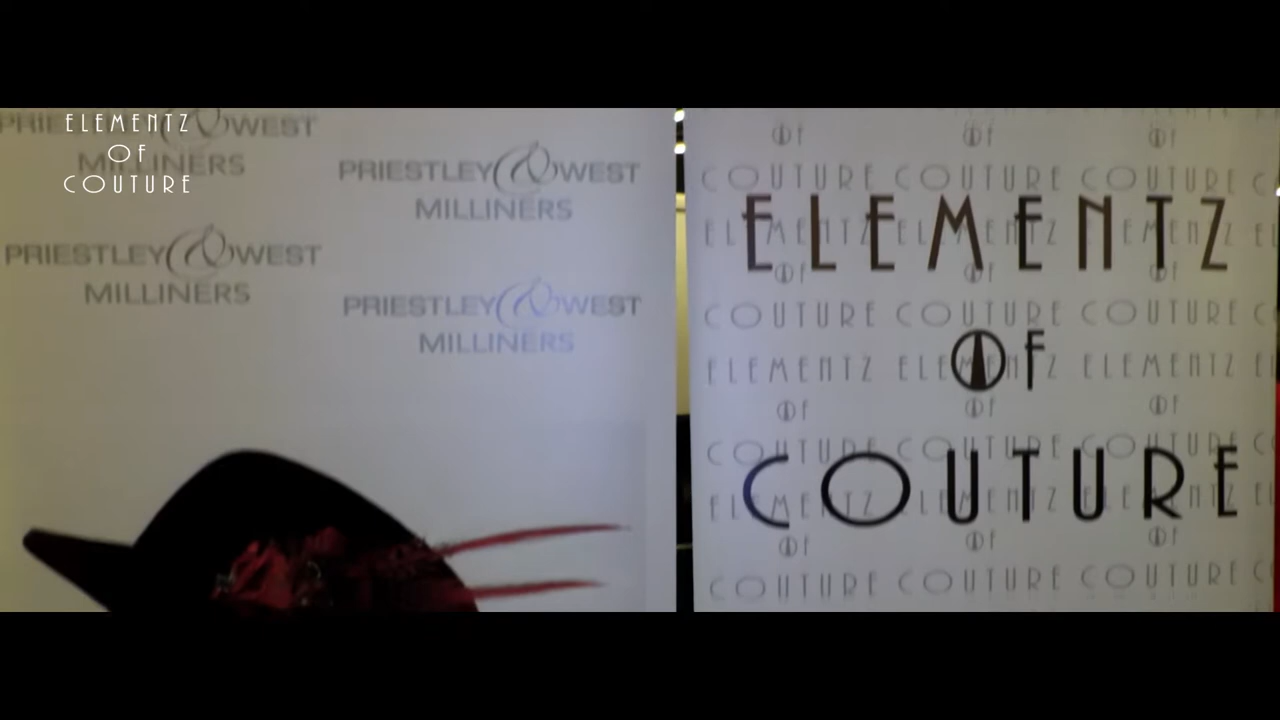 ELEMENTZ
OF
COUTURE
PRIESTLEY & WEST
MILLINERS
PRIESTLEY & WEST
MILLINERS
PRIESTLEY & WEST
MILLINERS
PRIESTLEY & WEST
MILLINERS
OF OF OF
COUTURE COUTURE COUTURE
ELEMENTZ
ELEMENTZ ELEMENTZ ELEMENTZ
OF OF OF
COUTURE COUTURE COUTURE
OF
ELEMENTZ ELEMENTZ ELEMENTZ
OF OF OF
COUTURE COUTURE COUTURE
COUTURE
ELEMENTZ ELEMENTZ ELEMENTZ
OF OF OF
COUTURE COUTURE COUTURE